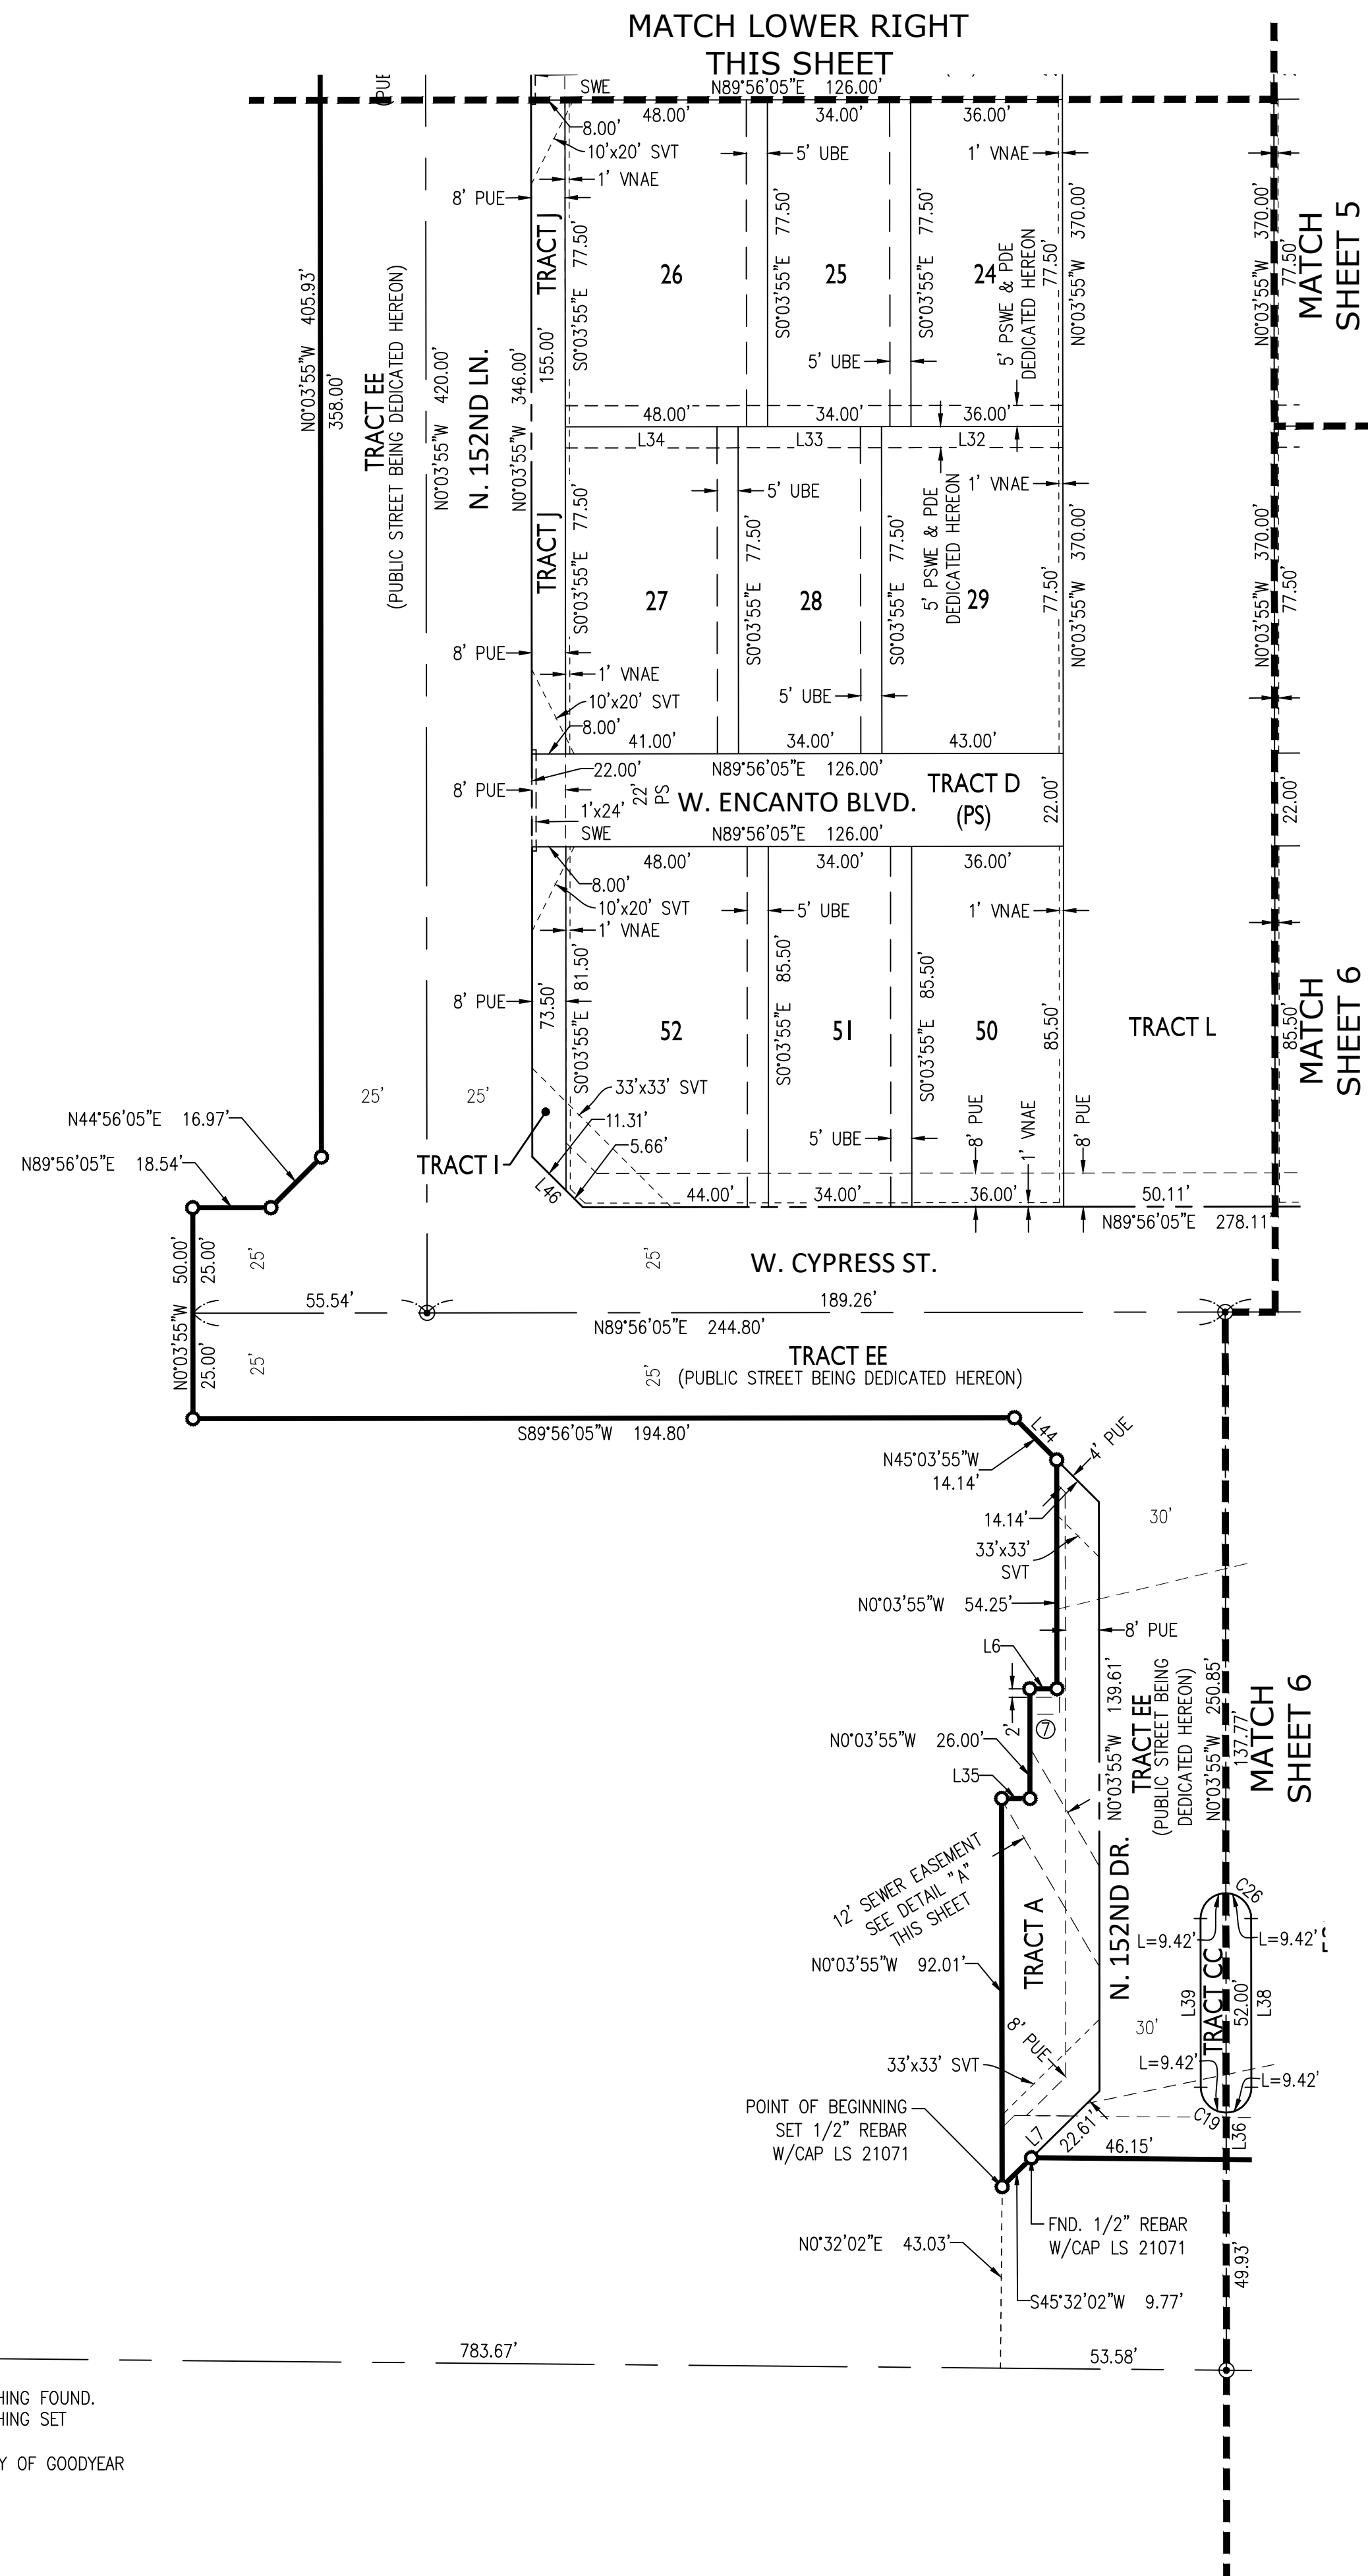 MATCH LOWER RIGHT
THIS SHEET
(PUE
SWE
N89°56'05"E 126.00'
48.00'
34.00'
36.00'
8.00'
10'x20' SVT
5' UBE
1' VNAE
1' VNAE
8' PUE
TRACT J
S0°03'55"E 77.50'
26
S0°03'55"E 77.50'
25
S0°03'55"E 77.50'
24
5' PSWE & PDE
DEDICATED HEREON
77.50'
N0°03'55"W 370.00'
N0°03'55"W 370.00'
77.50'
MATCH
SHEET 5
N0°03'55"W 405.93'
358.00'
TRACT EE
(PUBLIC STREET BEING DEDICATED HEREON)
N0°03'55"W 420.00'
N. 152ND LN.
N0°03'55"W 346.00'
155.00'
5' UBE
48.00'
34.00'
36.00'
L34
L33
L32
5' UBE
1' VNAE
TRACT J
S0°03'55"E 77.50'
27
S0°03'55"E 77.50'
28
S0°03'55"E 77.50'
5' PSWE & PDE
DEDICATED HEREON
29
77.50'
N0°03'55"W 370.00'
N0°03'55"W 370.00'
77.50'
8' PUE
1' VNAE
10'x20' SVT
5' UBE
8.00'
41.00'
34.00'
43.00'
22.00'
N89°56'05"E 126.00'
8' PUE
22'
PS
W. ENCANTO BLVD.
TRACT D
(PS)
22.00'
22.00'
1'x24'
SWE
N89°56'05"E 126.00'
48.00'
34.00'
36.00'
8.00'
10'x20' SVT
5' UBE
1' VNAE
1' VNAE
8' PUE
73.50'
S0°03'55"E 81.50'
52
S0°03'55"E 85.50'
51
S0°03'55"E 85.50'
50
85.50'
TRACT L
85.50'
MATCH
SHEET 6
25'
25'
33'x33' SVT
11.31'
5.66'
5' UBE
8' PUE
1' VNAE
8' PUE
N44°56'05"E 16.97'
N89°56'05"E 18.54'
TRACT I
L46
44.00'
34.00'
36.00'
50.11'
N89°56'05"E 278.11'
N0°03'55"W 50.00'
25.00'
25.00'
25'
25'
25'
W. CYPRESS ST.
55.54'
189.26'
N89°56'05"E 244.80'
TRACT EE
25'
(PUBLIC STREET BEING DEDICATED HEREON)
S89°56'05"W 194.80'
L44
4' PUE
N45°03'55"W
14.14'
14.14'
30'
33'x33'
SVT
N0°03'55"W 54.25'
8' PUE
L6
2'
7
N0°03'55"W 26.00'
L35
N0°03'55"W 139.61'
TRACT EE
(PUBLIC STREET BEING
DEDICATED HEREON)
N0°03'55"W 250.85'
137.77'
MATCH
SHEET 6
12' SEWER EASEMENT
SEE DETAIL "A"
THIS SHEET
TRACT A
N. 152ND DR.
C26
L=9.42'
L=9.42'
N0°03'55"W 92.01'
L39
TRACT CC
52.00'
L38
8' PUE
30'
L=9.42'
L=9.42'
33'x33' SVT
C19
L36
POINT OF BEGINNING
SET 1/2" REBAR
W/CAP LS 21071
L7
22.61'
46.15'
FND. 1/2" REBAR
W/CAP LS 21071
N0°32'02"E 43.03'
49.93'
S45°32'02"W 9.77'
783.67'
53.58'
HING FOUND.
HING SET
Y OF GOODYEAR